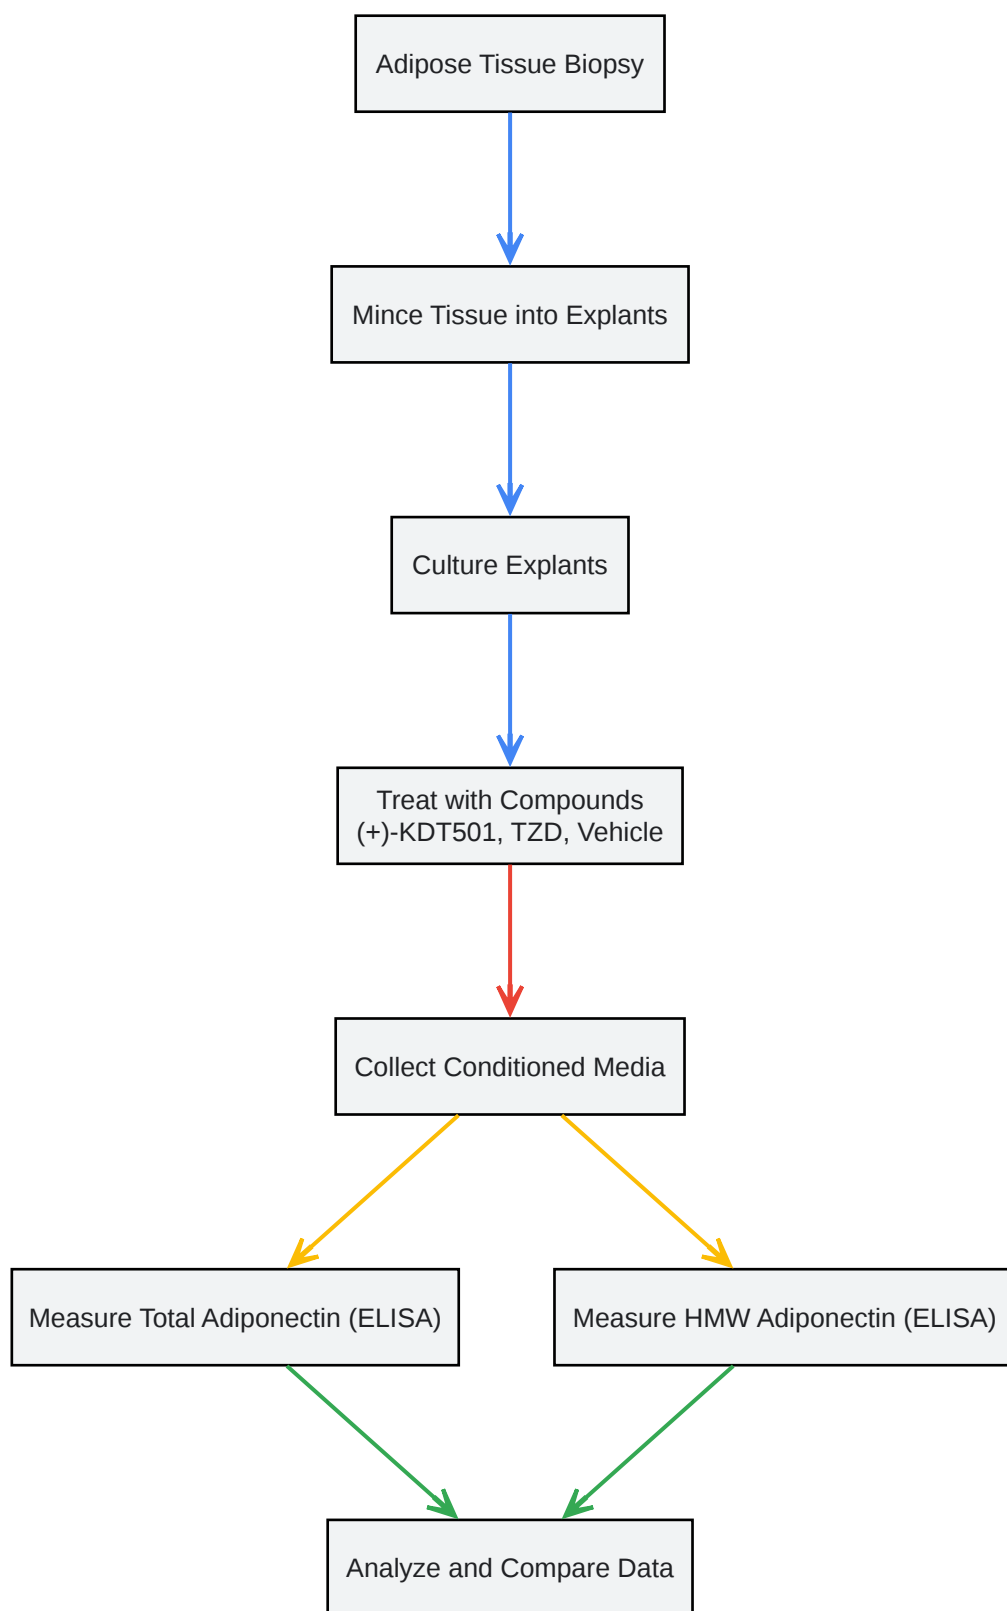 Adipose Tissue Biopsy
Mince Tissue into Explants
Culture Explants
Treat with Compounds
(+)-KDT501, TZD, Vehicle
Collect Conditioned Media
Measure Total Adiponectin (ELISA)
Measure HMW Adiponectin (ELISA)
Analyze and Compare Data